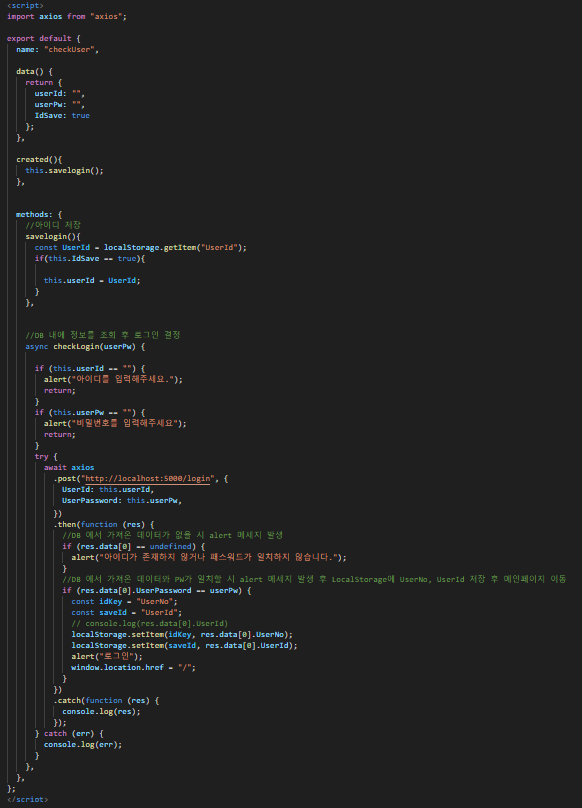 <script>
import axios from "axios";
export default {
name: "checkUser",
data() {
return {
userId: "",
userPw: "",
IdSave: true
};
},
created(){
this.savelogin();
},
methods: {
//아이디 저장
savelogin(){
const UserId = localStorage.getItem("UserId");
if(this.IdSave == true){
this.userId = UserId;
}
},
//DB 내에 정보를 조회 후 로그인 결정
async checkLogin(userPw) {
if (this.userId == "") {
alert("아이디를 입력해주세요.");
return;
}
if (this.userPw == "") {
alert("비밀번호를 입력해주세요");
return;
}
try {
await axios
.post("http://localhost:5000/login", {
UserId: this.userId,
UserPassword: this.userPw,
})
.then(function (res) {
//DB 에서 가져온 데이터가 없을 시 alert 메세지 발생
if (res.data[0] == undefined) {
alert("아이디가 존재하지 않거나 패스워드가 일치하지 않습니다.");
}
//DB 에서 가져온 데이터와 PW가 일치할 시 alert 메세지 발생 후 LocalStorage에 UserNo, UserId 저장 후 메인페이지 이동
if (res.data[0].UserPassword == userPw) {
const idKey = "UserNo";
const saveId = "UserId";
// console.log(res.data[0].UserId)
localStorage.setItem(idKey, res.data[0].UserNo);
localStorage.setItem(saveId, res.data[0].UserId);
alert("로그인");
window.location.href = "/";
}
})
.catch(function (res) {
console.log(res);
});
} catch (err) {
console.log(err);
}
},
},
};
</script>